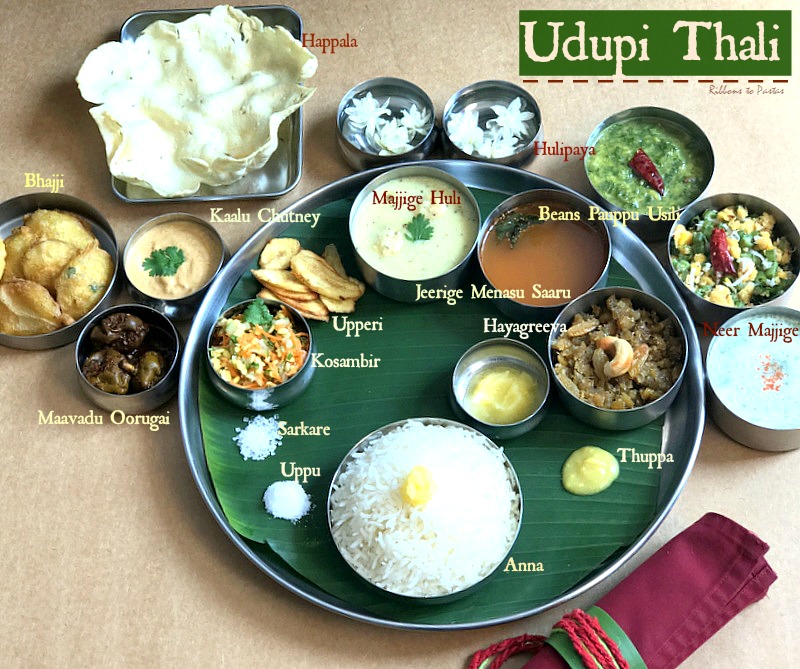 Udupi Thali
Ribbons to Pastas
Happala
Hulipaya
Bhajji
Majjige Huli
Kaalu Chutney
Beans Pauppu Usili
Jeerige Menasu Saaru
Upperi
Hayagreeva
Neer Majjige
Kosambir
Maavadu Oorugai
Sarkare
Thuppa
Uppu
Anna